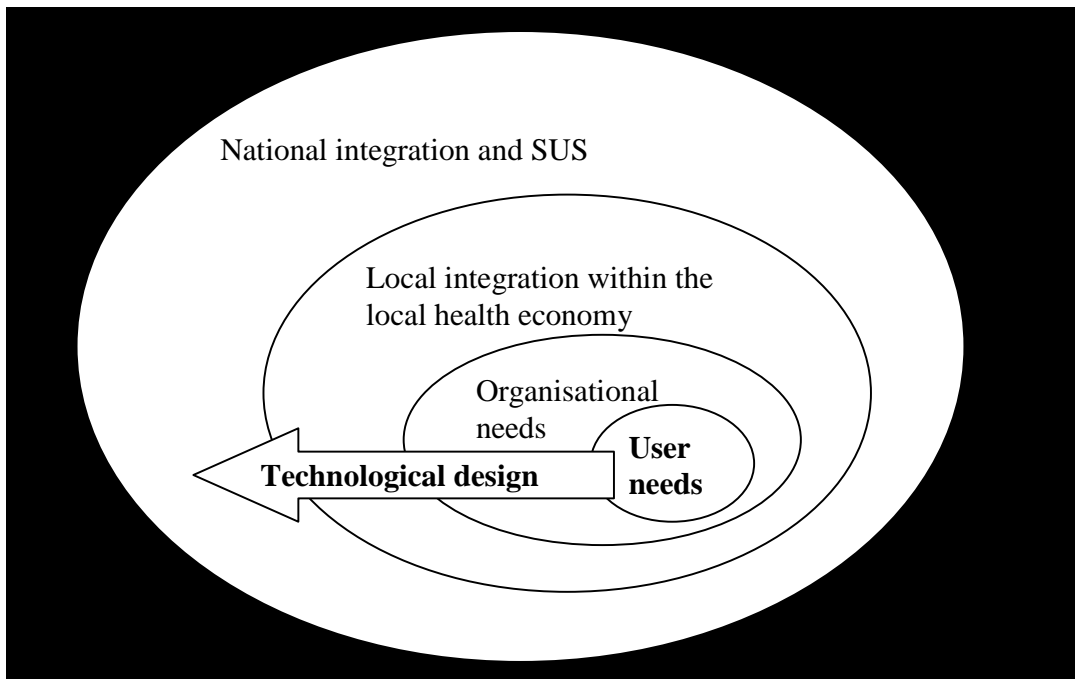 National integration and SUS
Local integration within the
local health economy
Organisational
needs
User
needs
Technological design